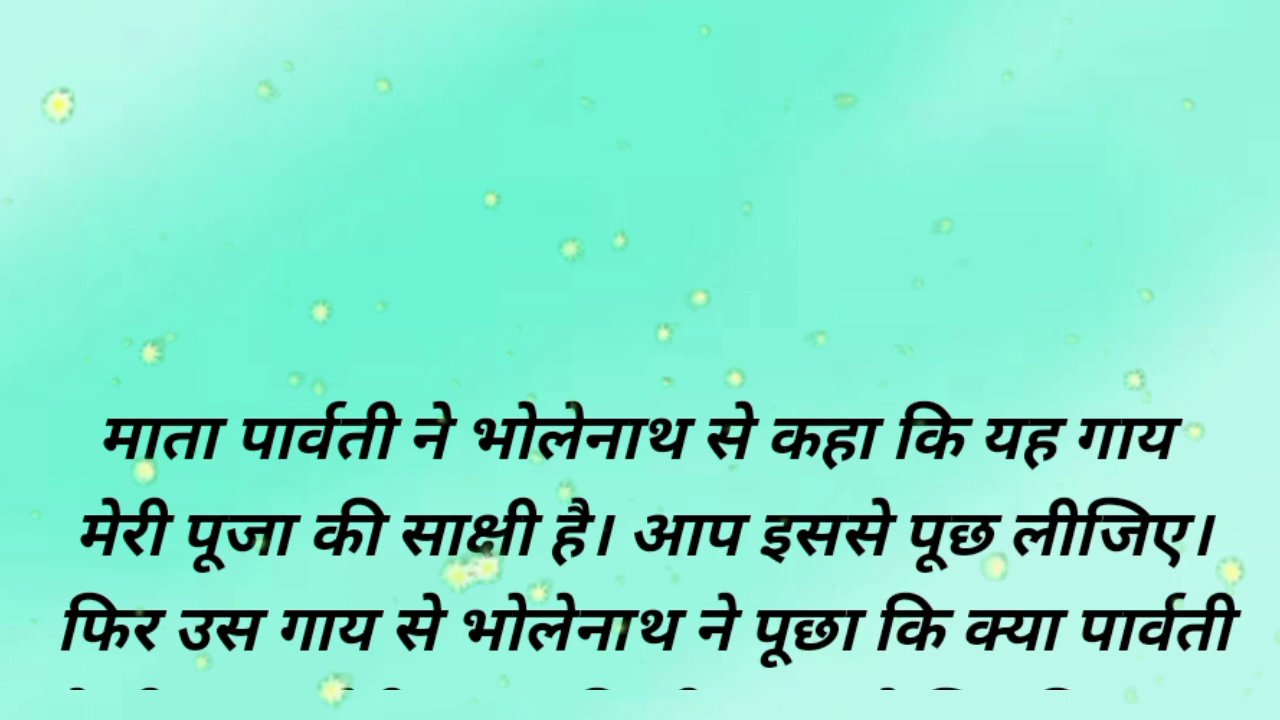 माता पार्वती ने भोलेनाथ से कहा कि यह गाय
मेरी पूजा की साक्षी है। आप इससे पूछ लीजिए।
फिर उस गाय से भोलेनाथ ने पूछा कि क्या पार्वती